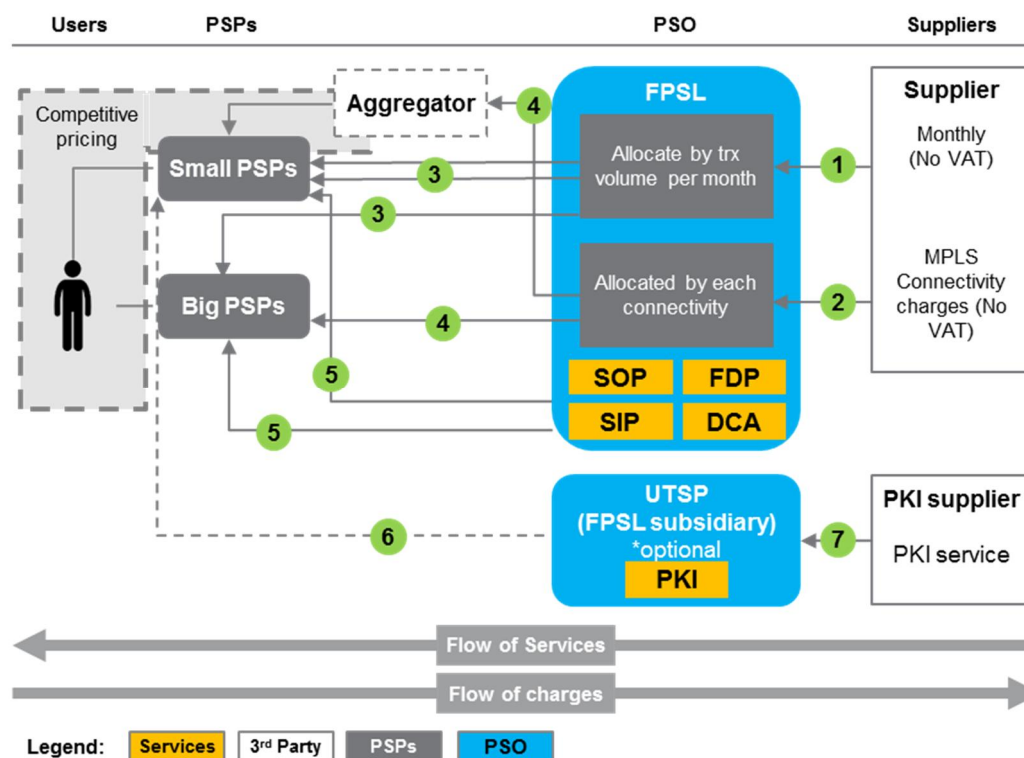 Users
PSPs
PSO
Suppliers
Competitive
pricing
Aggregator
4
FPSL
Supplier
Small PSPs
3
Allocate by trx
volume per month
1
Monthly
(No VAT)
3
Big PSPs
4
Allocated by each
connectivity
2
MPLS
Connectivity
charges (No
VAT)
5
SOP
FDP
5
SIP
DCA
UTSP
(FPSL subsidiary)
*optional
PKI
6
7
PKI supplier
PKI service
Flow of Services
Flow of charges
Legend:
Services
3rd Party
PSPs
PSO